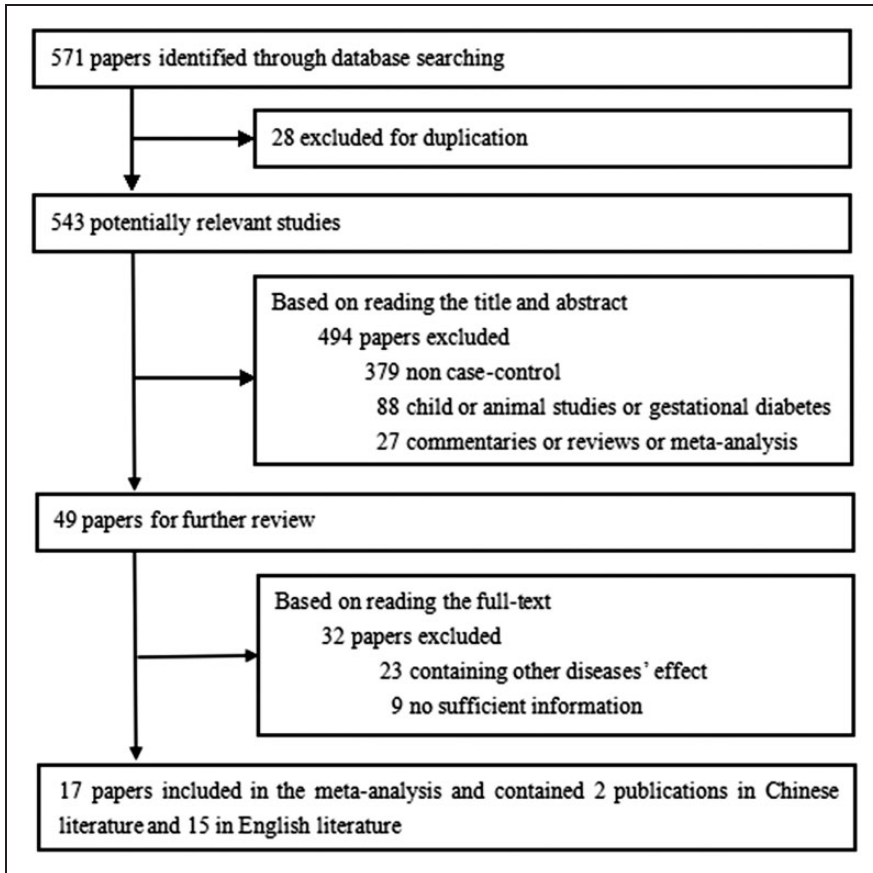 571 papers identified through database searching
28 excluded for duplication
543 potentially relevant studies
Based on reading the title and abstract
494 papers excluded
379 non case-control
88 child or animal studies or gestational diabetes
27 commentaries or reviews or meta-analysis
49 papers for further review
Based on reading the full-text
32 papers excluded
23 containing other diseases’ effect
9 no sufficient information
17 papers included in the meta-analysis and contained 2 publications in Chinese
literature and 15 in English literature